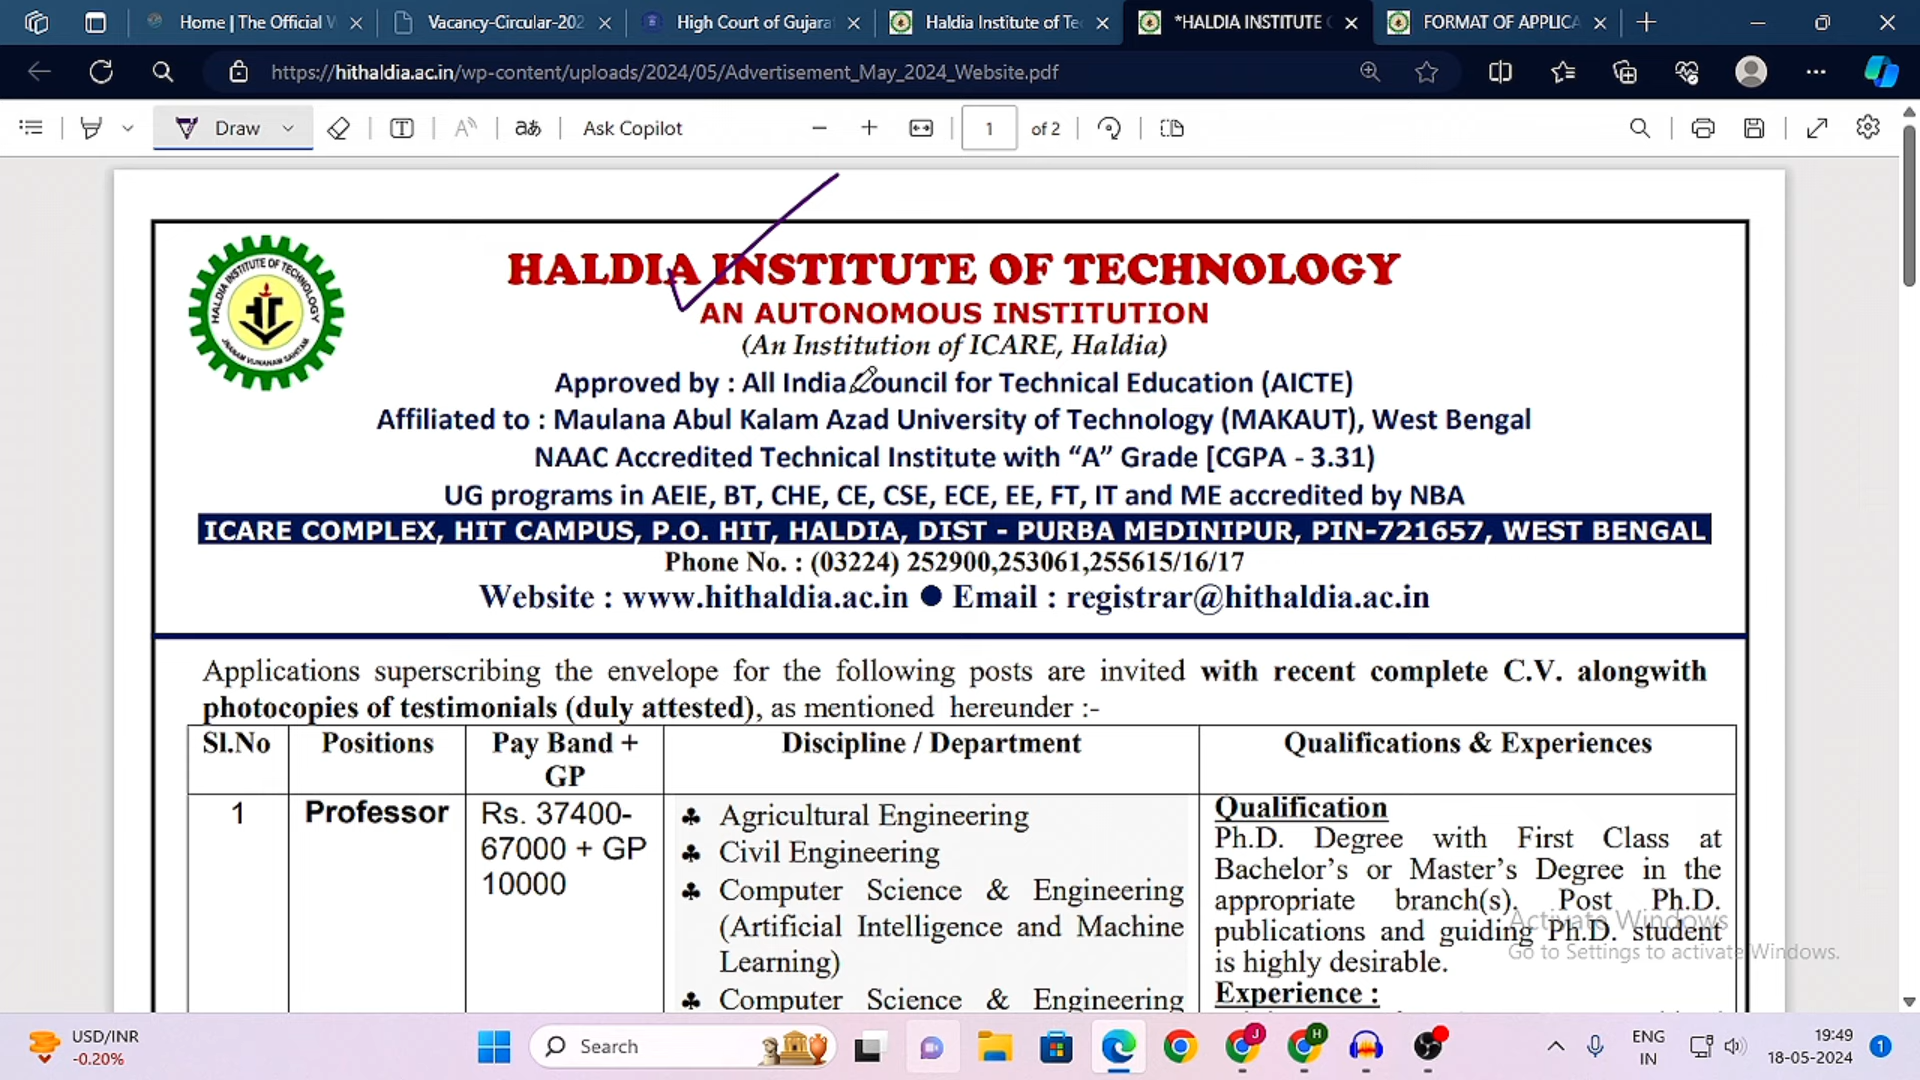 Home | The Official W
Vacancy-Circular-202
High Court of Gujara
Haldia Institute of Te
*HALDIA INSTITUTE O
FORMAT OF APPLICA
https://hithaldia.ac.in/wp-content/uploads/2024/05/Advertisement_May_2024_Website.pdf
Draw
Ask Copilot
1 of 2
HALDIA INSTITUTE OF TECHNOLOGY
JNANAM VIJNANAM SAHITAM
HALDIA INSTITUTE OF TECHNOLOGY
AN AUTONOMOUS INSTITUTION
(An Institution of ICARE, Haldia)
Approved by : All India Council for Technical Education (AICTE)
Affiliated to : Maulana Abul Kalam Azad University of Technology (MAKAUT), West Bengal
NAAC Accredited Technical Institute with “A” Grade [CGPA - 3.31)
UG programs in AEIE, BT, CHE, CE, CSE, ECE, EE, FT, IT and ME accredited by NBA
ICARE COMPLEX, HIT CAMPUS, P.O. HIT, HALDIA, DIST - PURBA MEDINIPUR, PIN-721657, WEST BENGAL
Phone No. : (03224) 252900,253061,255615/16/17
Website : www.hithaldia.ac.in ● Email : registrar@hithaldia.ac.in
Applications superscribing the envelope for the following posts are invited with recent complete C.V. alongwith
photocopies of testimonials (duly attested), as mentioned hereunder :-
Sl.No Positions Pay Band + GP Discipline / Department Qualifications & Experiences
1 Professor
Rs. 37400-
67000 + GP
10000
♣ Agricultural Engineering
♣ Civil Engineering
♣ Computer Science & Engineering
(Artificial Intelligence and Machine
Learning)
♣ Computer Science & Engineering
Qualification
Ph.D. Degree with First Class at
Bachelor’s or Master’s Degree in the
appropriate branch(s). Post Ph.D.
publications and guiding Ph.D. student
is highly desirable.
Experience :
Activate Windows
Go to Settings to activate Windows.
USD/INR
-0.20%
Search
J
H
ENG
IN
19:49
18-05-2024
1